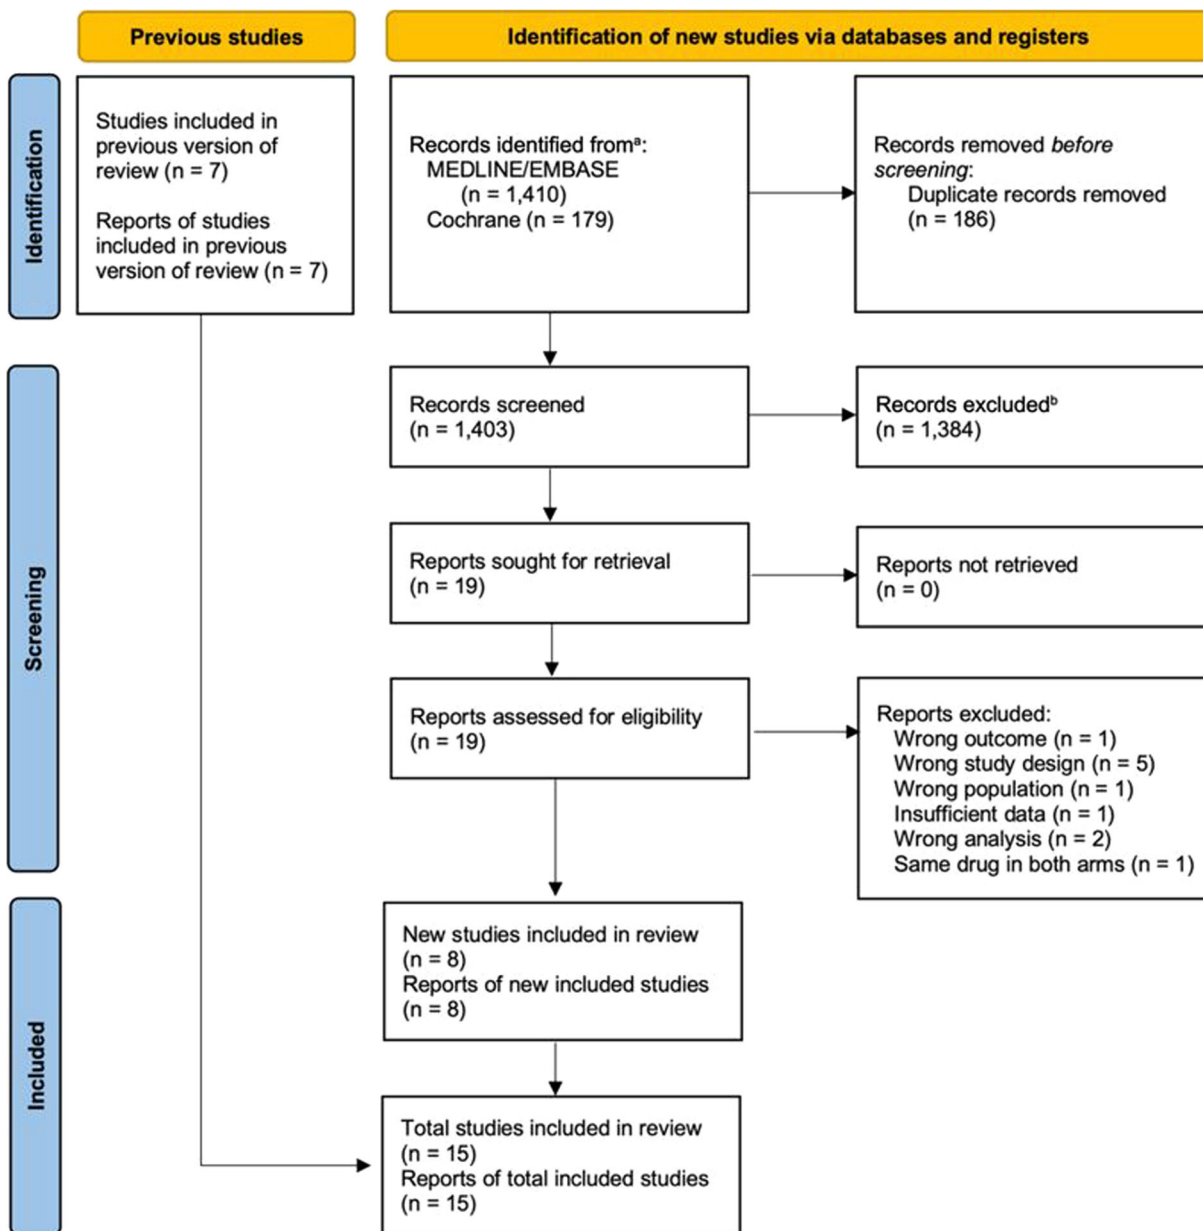 Previous studies
Identification of new studies via databases and registers
Identification
Studies included in
previous version of
review (n = 7)
Reports of studies
included in previous
version of review (n = 7)
Records identified fromᵃ:
MEDLINE/EMBASE
(n = 1,410)
Cochrane (n = 179)
Records removed before
screening:
Duplicate records removed
(n = 186)
Screening
Records screened
(n = 1,403)
Records excludedᵇ
(n = 1,384)
Reports sought for retrieval
(n = 19)
Reports not retrieved
(n = 0)
Reports assessed for eligibility
(n = 19)
Reports excluded:
Wrong outcome (n = 1)
Wrong study design (n = 5)
Wrong population (n = 1)
Insufficient data (n = 1)
Wrong analysis (n = 2)
Same drug in both arms (n = 1)
Included
New studies included in review
(n = 8)
Reports of new included studies
(n = 8)
Total studies included in review
(n = 15)
Reports of total included studies
(n = 15)